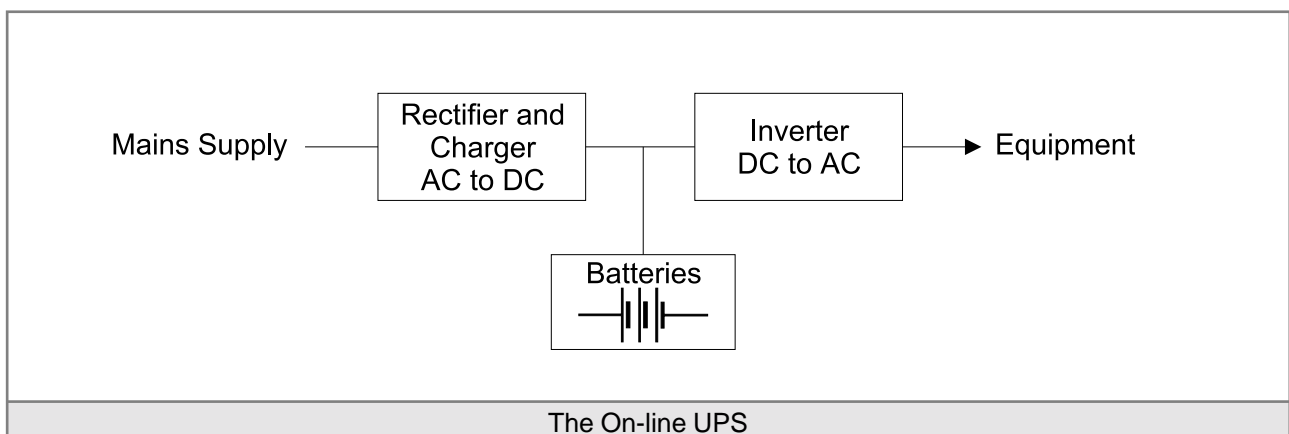 Mains Supply
Rectifier and
Charger
AC to DC
Inverter
DC to AC
Equipment
Batteries
The On-line UPS